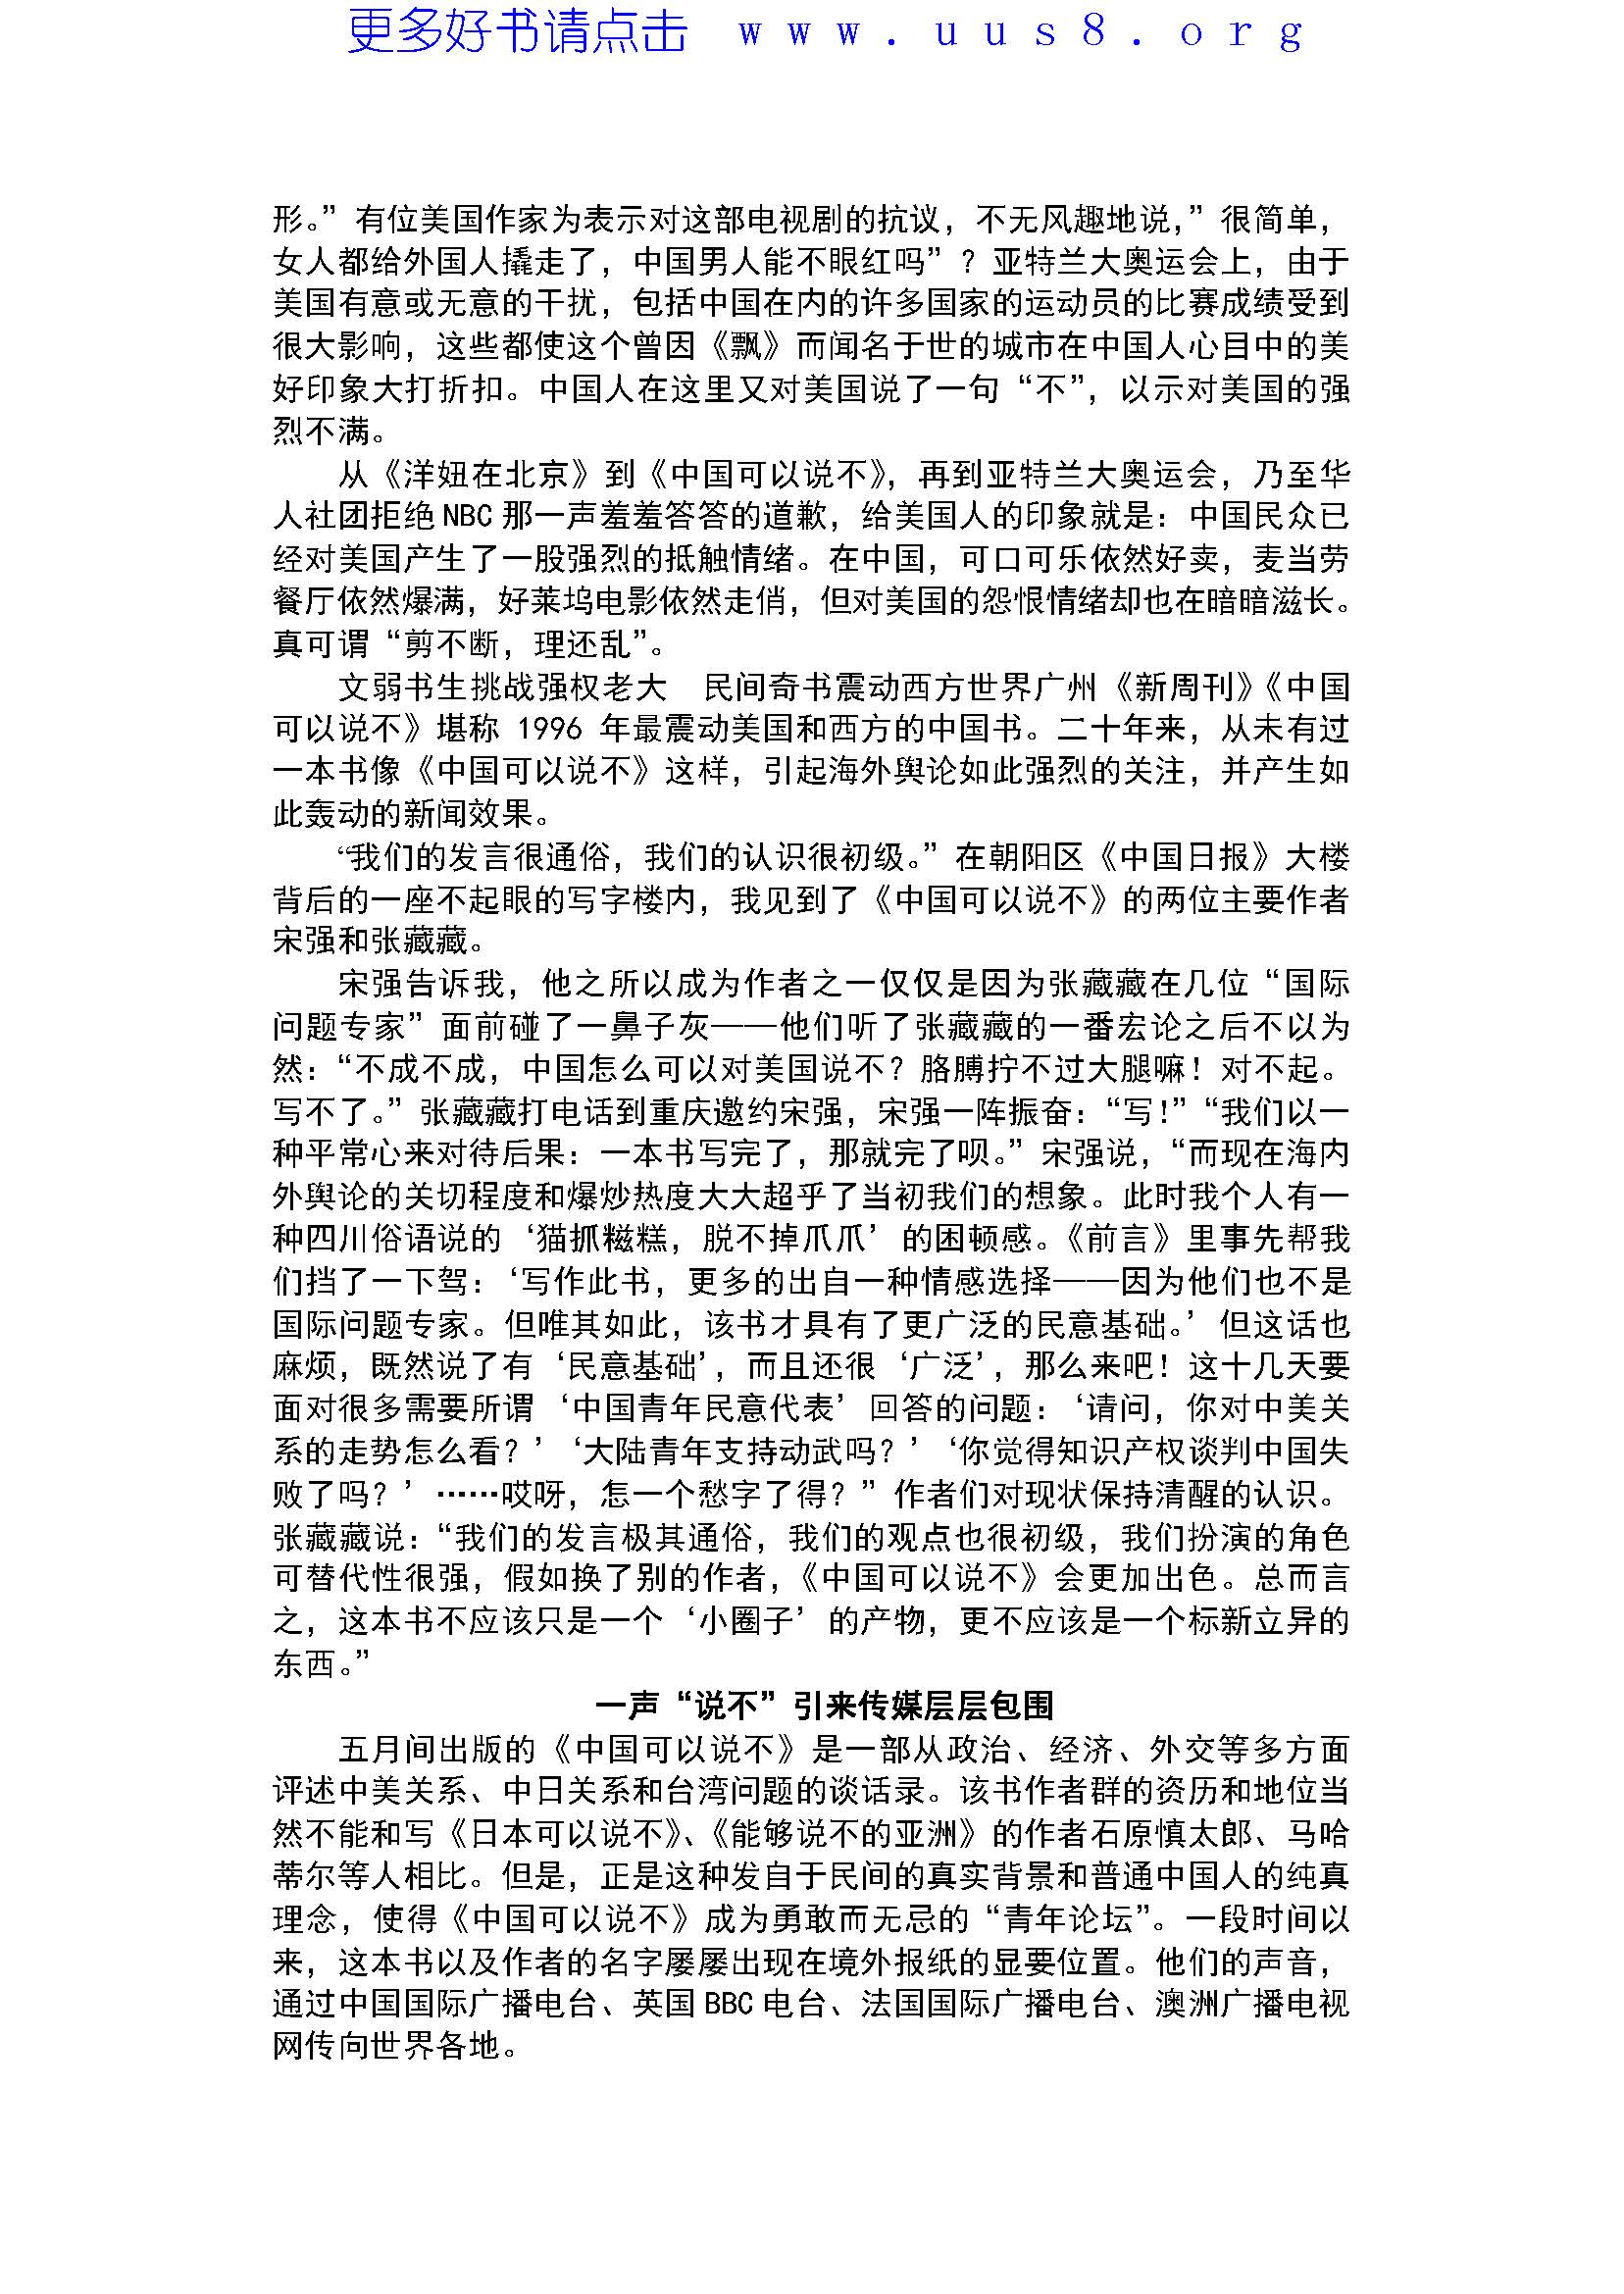 更多好书请点击 www.uus8.org
形。”有位美国作家为表示对这部电视剧的抗议，不无风趣地说，”很简单，
女人都给外国人撬走了，中国男人能不眼红吗”？亚特兰大奥运会上，由于
美国有意或无意的干扰，包括中国在内的许多国家的运动员的比赛成绩受到
很大影响，这些都使这个曾因《飘》而闻名于世的城市在中国人心目中的美
好印象大打折扣。中国人在这里又对美国说了一句“不”，以示对美国的强
烈不满。
从《洋妞在北京》到《中国可以说不》，再到亚特兰大奥运会，乃至华
人社团拒绝NBC那一声羞羞答答的道歉，给美国人的印象就是：中国民众已
经对美国产生了一股强烈的抵触情绪。在中国，可口可乐依然好卖，麦当劳
餐厅依然爆满，好莱坞电影依然走俏，但对美国的怨恨情绪却也在暗暗滋长。
真可谓“剪不断，理还乱”。
文弱书生挑战强权老大　民间奇书震动西方世界广州《新周刊》《中国
可以说不》堪称 1996 年最震动美国和西方的中国书。二十年来，从未有过
一本书像《中国可以说不》这样，引起海外舆论如此强烈的关注，并产生如
此轰动的新闻效果。
“我们的发言很通俗，我们的认识很初级。”在朝阳区《中国日报》大楼
背后的一座不起眼的写字楼内，我见到了《中国可以说不》的两位主要作者
宋强和张藏藏。
宋强告诉我，他之所以成为作者之一仅仅是因为张藏藏在几位“国际
问题专家”面前碰了一鼻子灰——他们听了张藏藏的一番宏论之后不以为
然：“不成不成，中国怎么可以对美国说不？胳膊拧不过大腿嘛！对不起。
写不了。”张藏藏打电话到重庆邀约宋强，宋强一阵振奋：“写！”“我们以一
种平常心来对待后果：一本书写完了，那就完了呗。”宋强说，“而现在海内
外舆论的关切程度和爆炒热度大大超乎了当初我们的想象。此时我个人有一
种四川俗语说的‘猫抓糍糕，脱不掉爪爪’的困顿感。《前言》里事先帮我
们挡了一下驾：‘写作此书，更多的出自一种情感选择——因为他们也不是
国际问题专家。但唯其如此，该书才具有了更广泛的民意基础。’但这话也
麻烦，既然说了有‘民意基础’，而且还很‘广泛’，那么来吧！这十几天要
面对很多需要所谓‘中国青年民意代表’回答的问题：‘请问，你对中美关
系的走势怎么看？’‘大陆青年支持动武吗？’‘你觉得知识产权谈判中国失
败了吗？’……哎呀，怎一个愁字了得？”作者们对现状保持清醒的认识。
张藏藏说：“我们的发言极其通俗，我们的观点也很初级，我们扮演的角色
可替代性很强，假如换了别的作者，《中国可以说不》会更加出色。总而言
之，这本书不应该只是一个‘小圈子’的产物，更不应该是一个标新立异的
东西。”
一声“说不”引来传媒层层包围
五月间出版的《中国可以说不》是一部从政治、经济、外交等多方面
评述中美关系、中日关系和台湾问题的谈话录。该书作者群的资历和地位当
然不能和写《日本可以说不》、《能够说不的亚洲》的作者石原慎太郎、马哈
蒂尔等人相比。但是，正是这种发自于民间的真实背景和普通中国人的纯真
理念，使得《中国可以说不》成为勇敢而无忌的“青年论坛”。一段时间以
来，这本书以及作者的名字屡屡出现在境外报纸的显要位置。他们的声音，
通过中国国际广播电台、英国BBC电台、法国国际广播电台、澳洲广播电视
网传向世界各地。